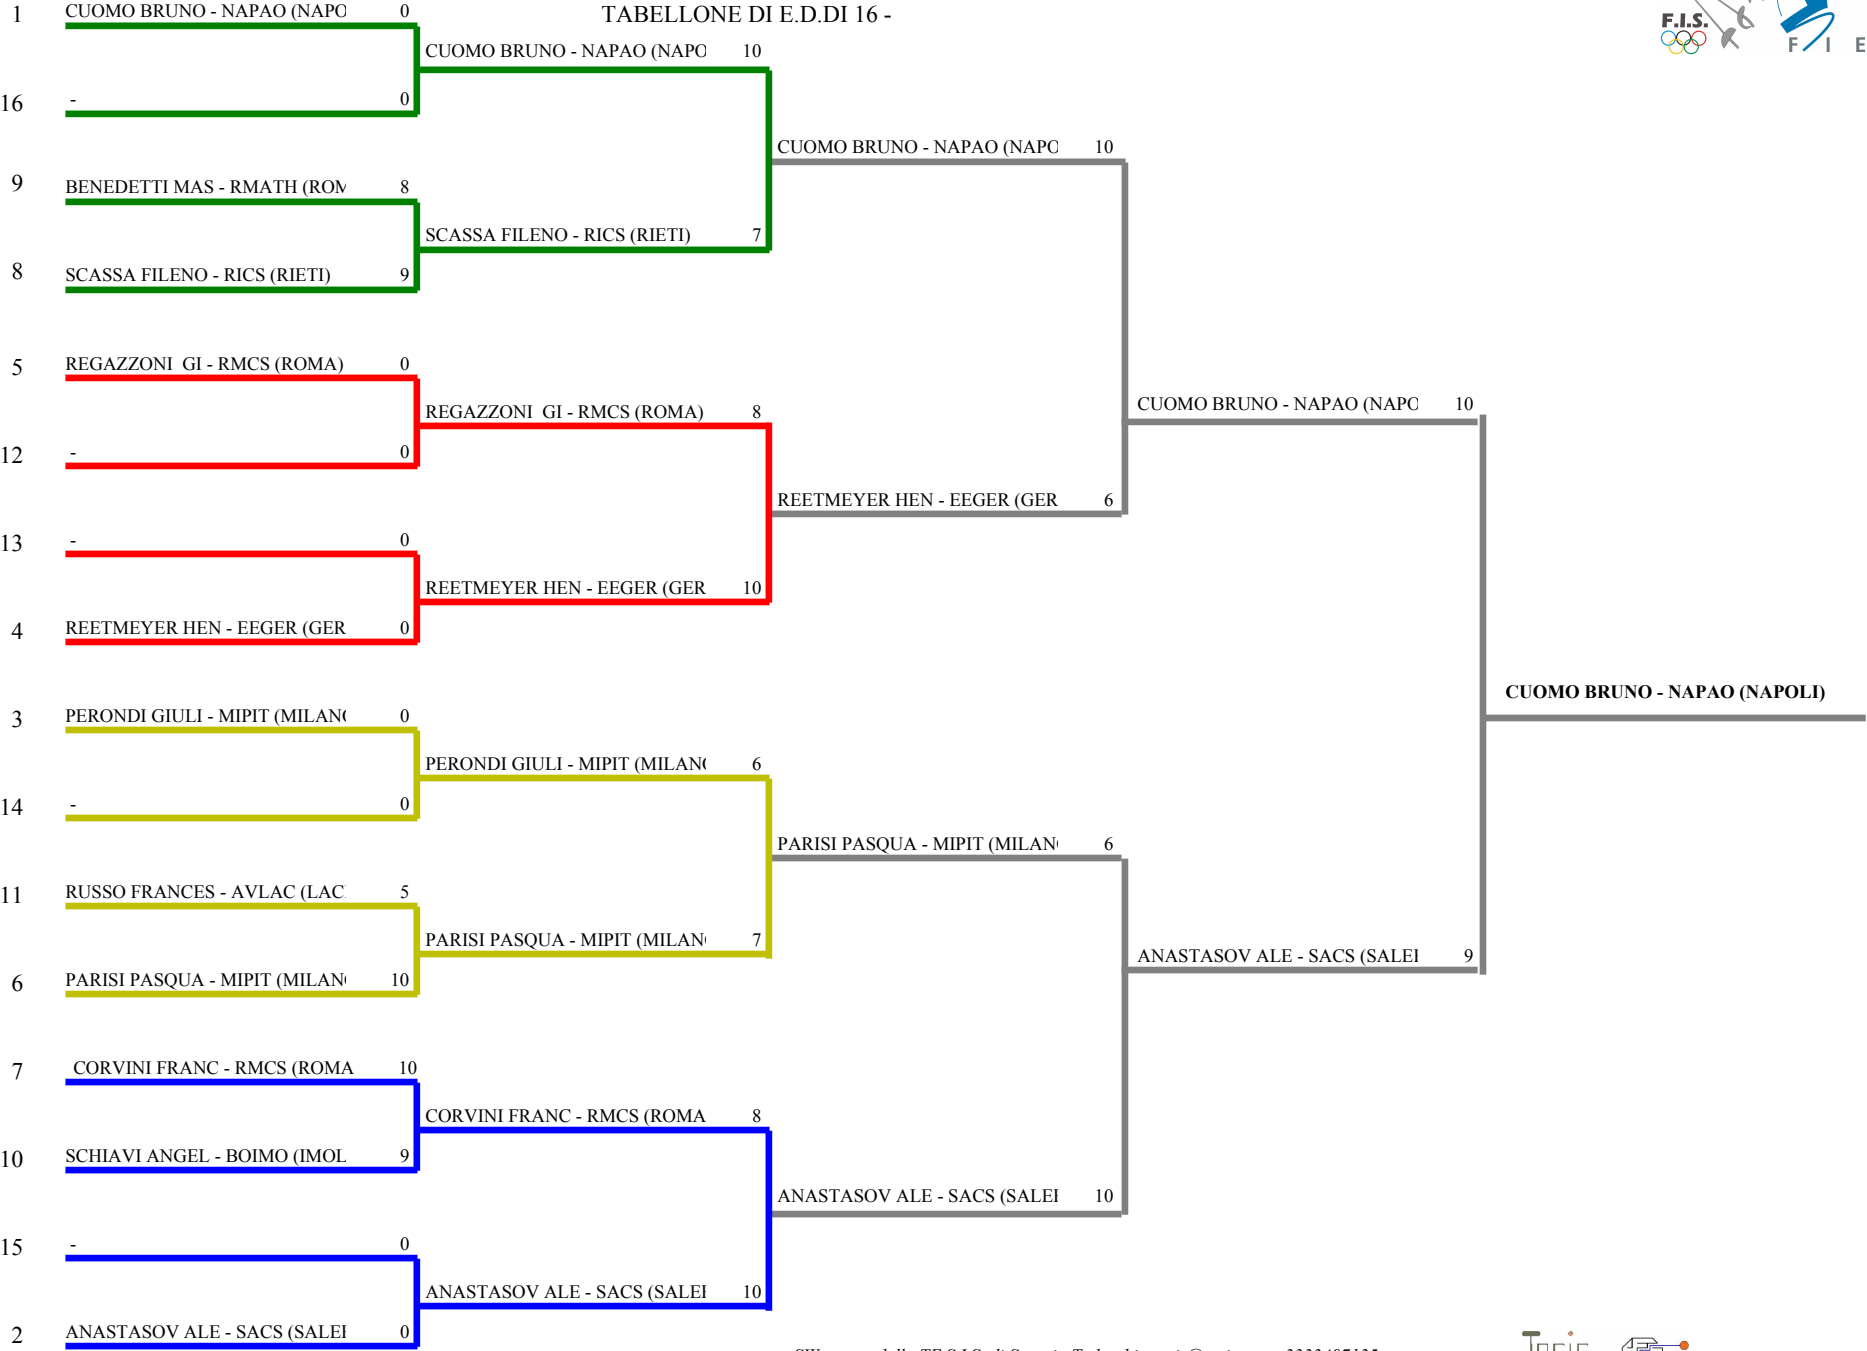 TABELLONE DI E.D.DI 16 -
F.I.S.
F I E
1 CUOMO BRUNO - NAPAO (NAPO 0
16 - 0
9 BENEDETTI MAS - RMATH (ROM 8
8 SCASSA FILENO - RICS (RIETI) 9
5 REGAZZONI GI - RMCS (ROMA) 0
12 - 0
13 - 0
4 REETMEYER HEN - EEGER (GER 0
3 PERONDI GIULI - MIPIT (MILANO 0
14 - 0
11 RUSSO FRANCES - AVLAC (LAC 5
6 PARISI PASQUA - MIPIT (MILAN 10
7 CORVINI FRANC - RMCS (ROMA 10
10 SCHIAVI ANGEL - BOIMO (IMOL 9
15 - 0
2 ANASTASOV ALE - SACS (SALE 0
CUOMO BRUNO - NAPAO (NAPO 10
SCASSA FILENO - RICS (RIETI) 7
REGAZZONI GI - RMCS (ROMA) 8
REETMEYER HEN - EEGER (GER 10
PERONDI GIULI - MIPIT (MILANO 6
PARISI PASQUA - MIPIT (MILAN 7
CORVINI FRANC - RMCS (ROMA 8
ANASTASOV ALE - SACS (SALE 10
CUOMO BRUNO - NAPAO (NAPO 10
REETMEYER HEN - EEGER (GER 6
PARISI PASQUA - MIPIT (MILAN 6
ANASTASOV ALE - SACS (SALE 10
CUOMO BRUNO - NAPAO (NAPO 10
ANASTASOV ALE - SACS (SALE 9
CUOMO BRUNO - NAPAO (NAPOLI)